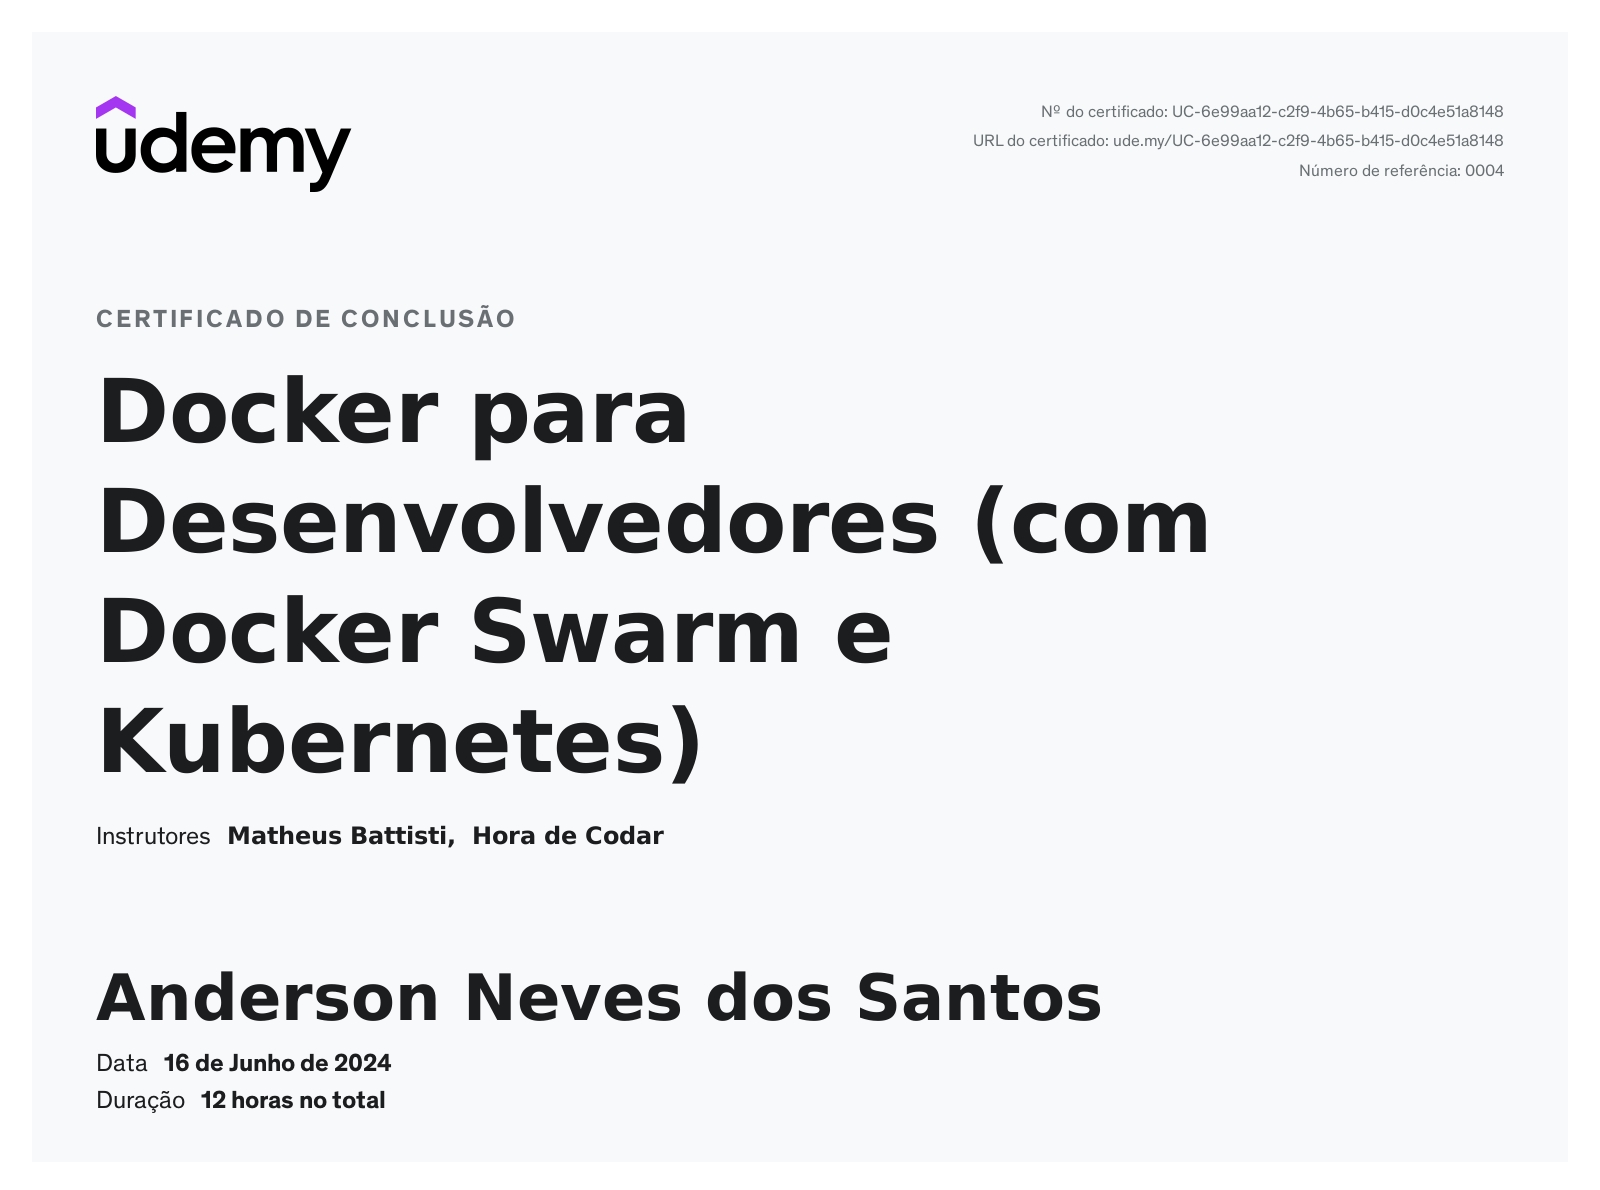 udemy
Nº do certificado: UC-6e99aa12-c2f9-4b65-b415-d0c4e51a8148
URL do certificado: ude.my/UC-6e99aa12-c2f9-4b65-b415-d0c4e51a8148
Número de referência: 0004
CERTIFICADO DE CONCLUSÃO
Docker para
Desenvolvedores (com
Docker Swarm e
Kubernetes)
Instrutores Matheus Battisti, Hora de Codar
Anderson Neves dos Santos
Data 16 de Junho de 2024
Duração 12 horas no total